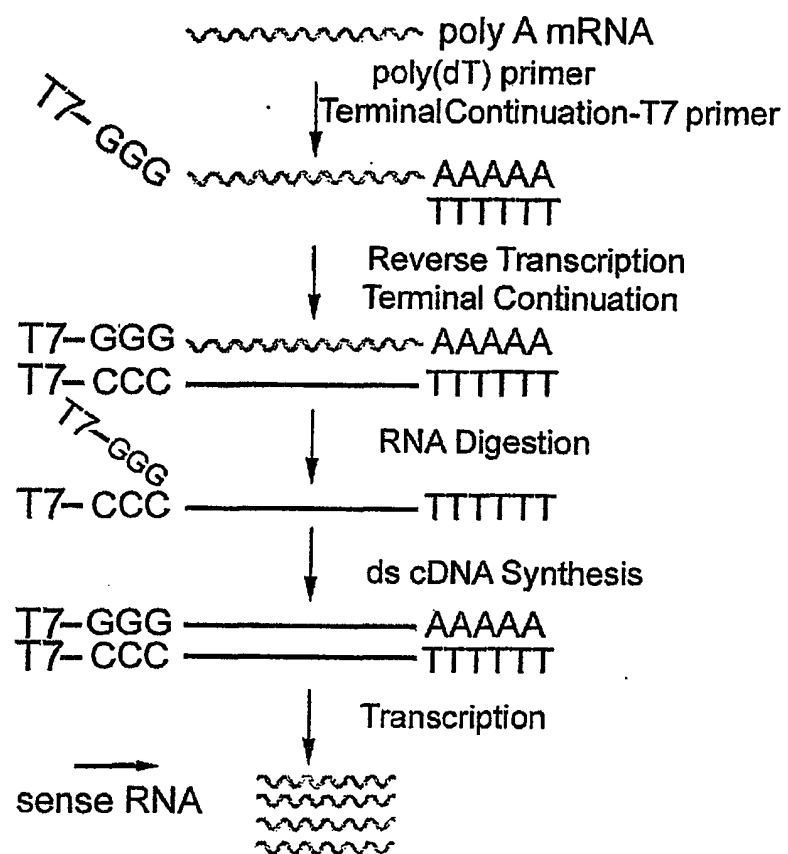 poly A mRNA
poly(dT) primer
Terminal Continuation-T7 primer
T7-GGG
AAAAA
TTTTTT
Reverse Transcription
Terminal Continuation
T7-GGG AAAAA
T7-CCC TTTTTT
T7-GGG
RNA Digestion
T7-CCC TTTTTT
ds cDNA Synthesis
T7-GGG AAAAA
T7-CCC TTTTTT
Transcription
sense RNA